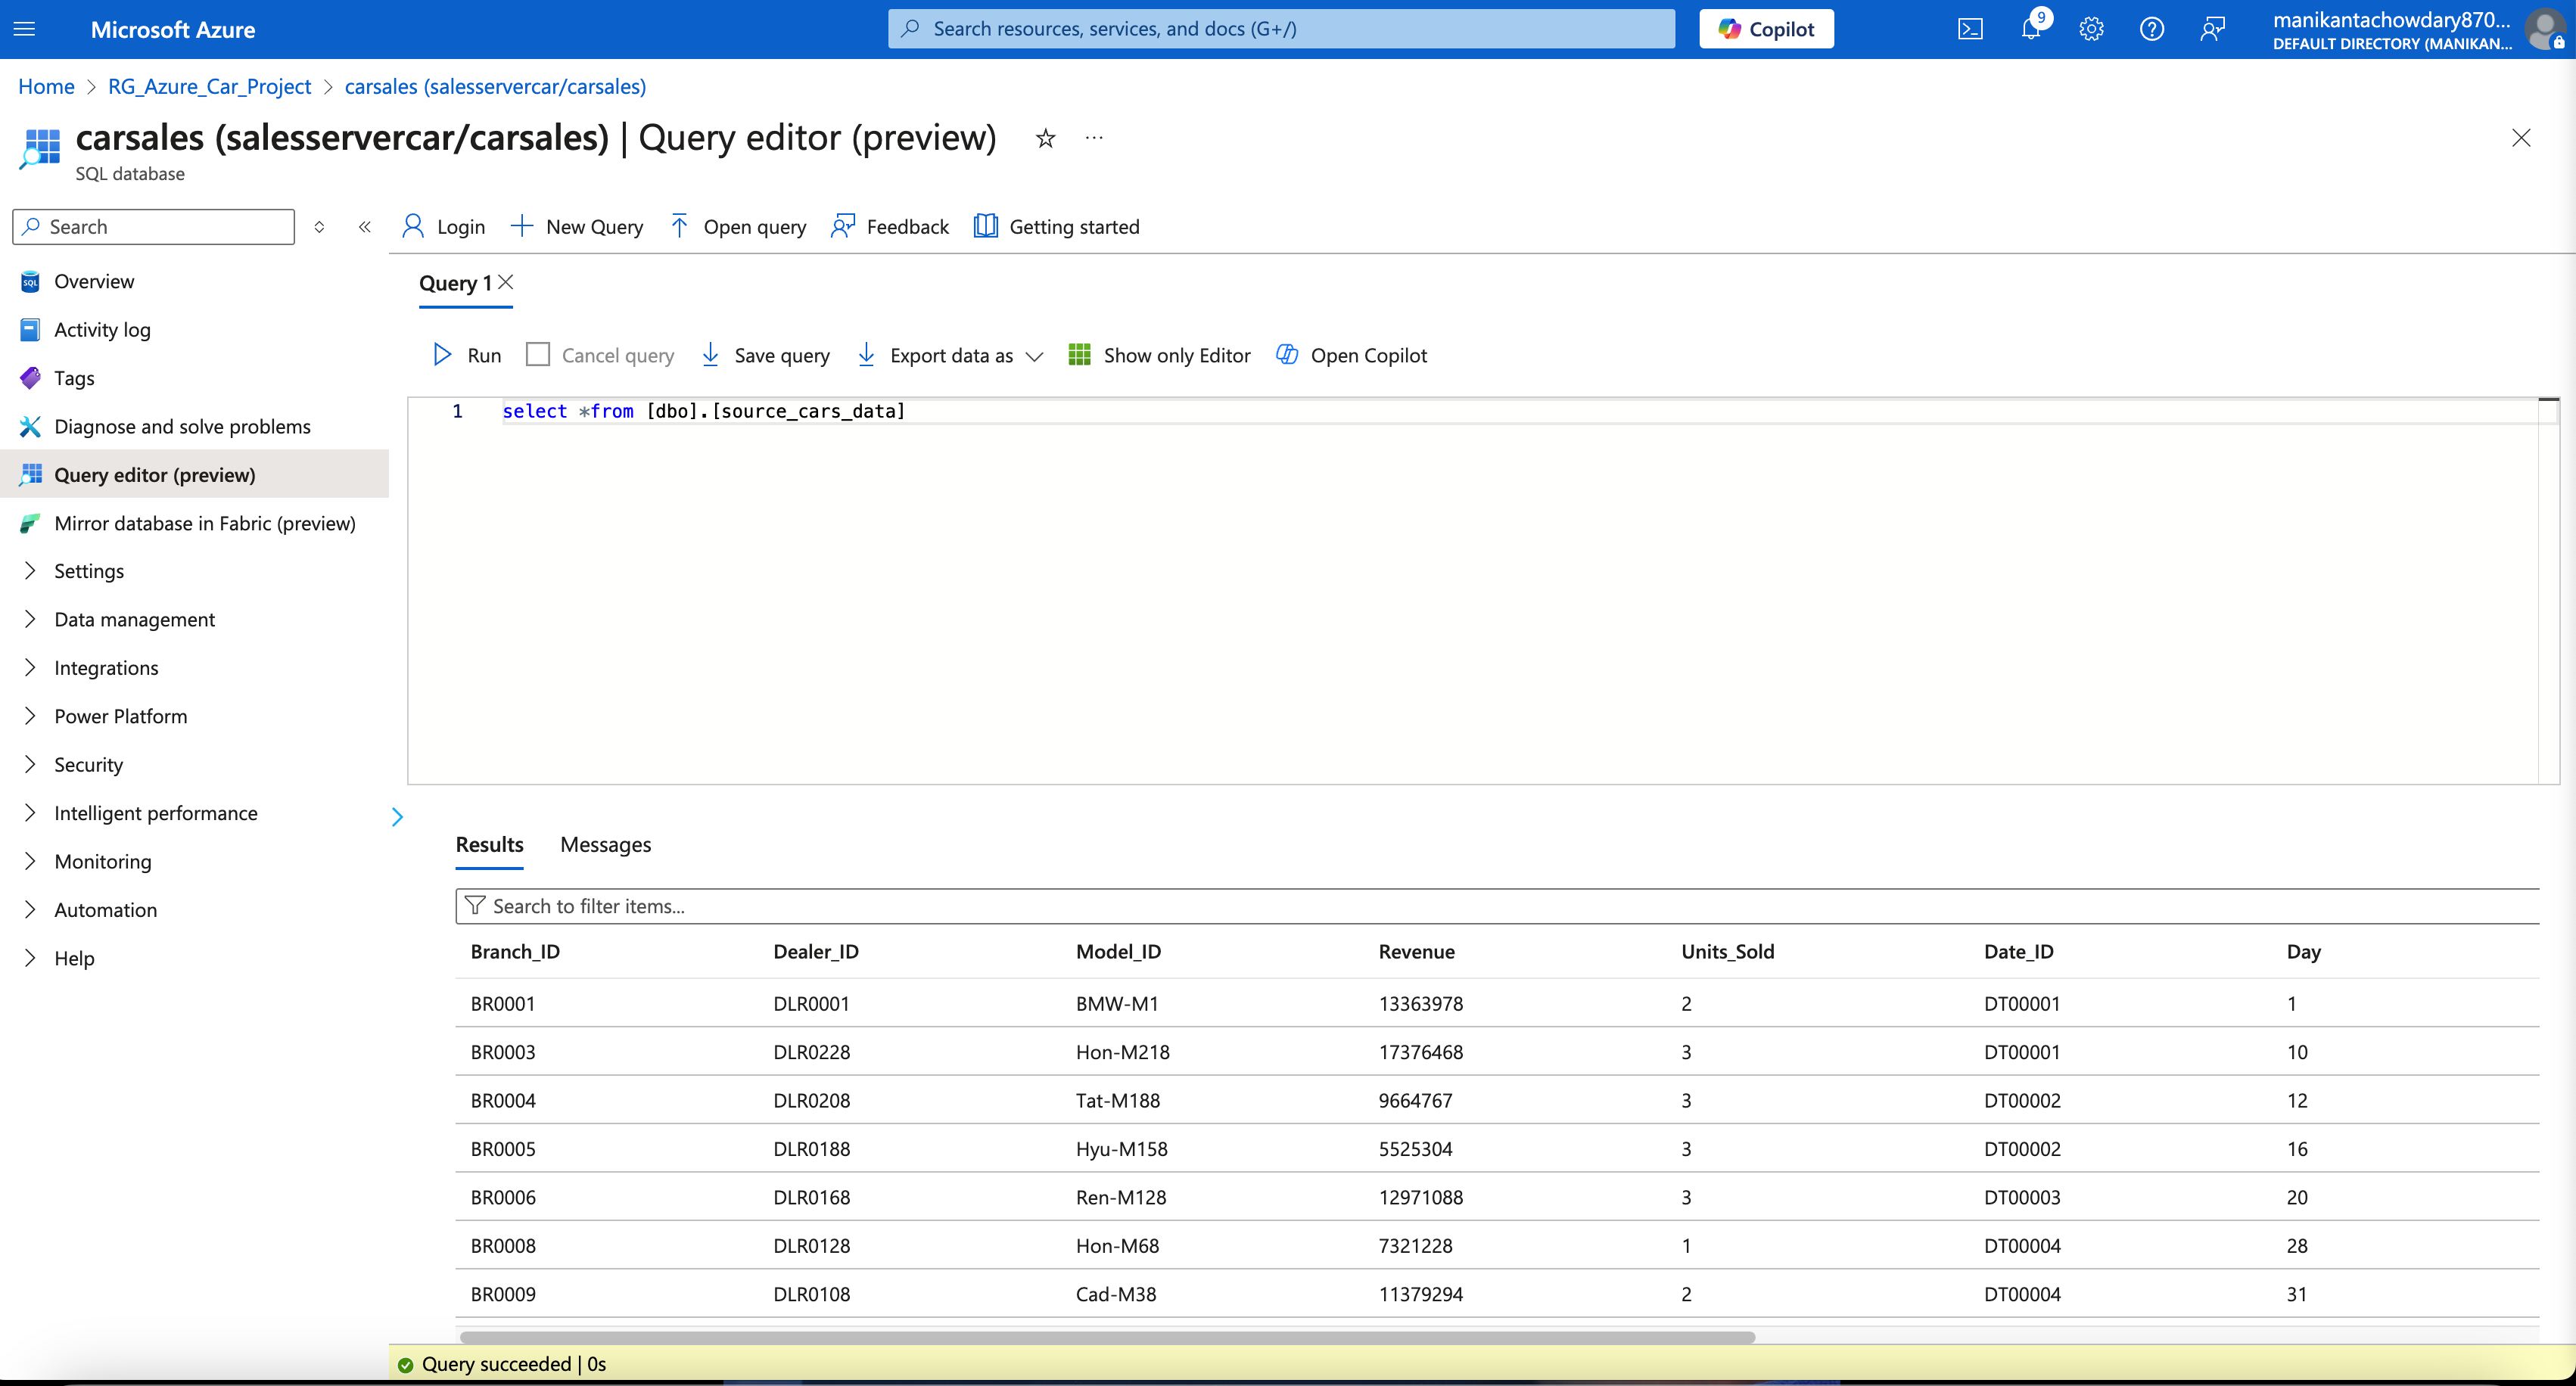 Microsoft Azure
Search resources, services, and docs (G+/)
Copilot
9
manikantachowdary870...
DEFAULT DIRECTORY (MANIKAN...
Home > RG_Azure_Car_Project > carsales (salesservercar/carsales)
carsales (salesservercar/carsales) | Query editor (preview)
SQL database
Search
Login
New Query
Open query
Feedback
Getting started
SQL
Overview
Activity log
Tags
Diagnose and solve problems
Query editor (preview)
Mirror database in Fabric (preview)
Settings
Data management
Integrations
Power Platform
Security
Intelligent performance
Monitoring
Automation
Help
Query 1
Run
Cancel query
Save query
Export data as
Show only Editor
Open Copilot
1 select *from [dbo].[source_cars_data]
Results Messages
Search to filter items...
Branch_ID Dealer_ID Model_ID Revenue Units_Sold Date_ID Day
BR0001 DLR0001 BMW-M1 13363978 2 DT00001 1
BR0003 DLR0228 Hon-M218 17376468 3 DT00001 10
BR0004 DLR0208 Tat-M188 9664767 3 DT00002 12
BR0005 DLR0188 Hyu-M158 5525304 3 DT00002 16
BR0006 DLR0168 Ren-M128 12971088 3 DT00003 20
BR0008 DLR0128 Hon-M68 7321228 1 DT00004 28
BR0009 DLR0108 Cad-M38 11379294 2 DT00004 31
Query succeeded | 0s